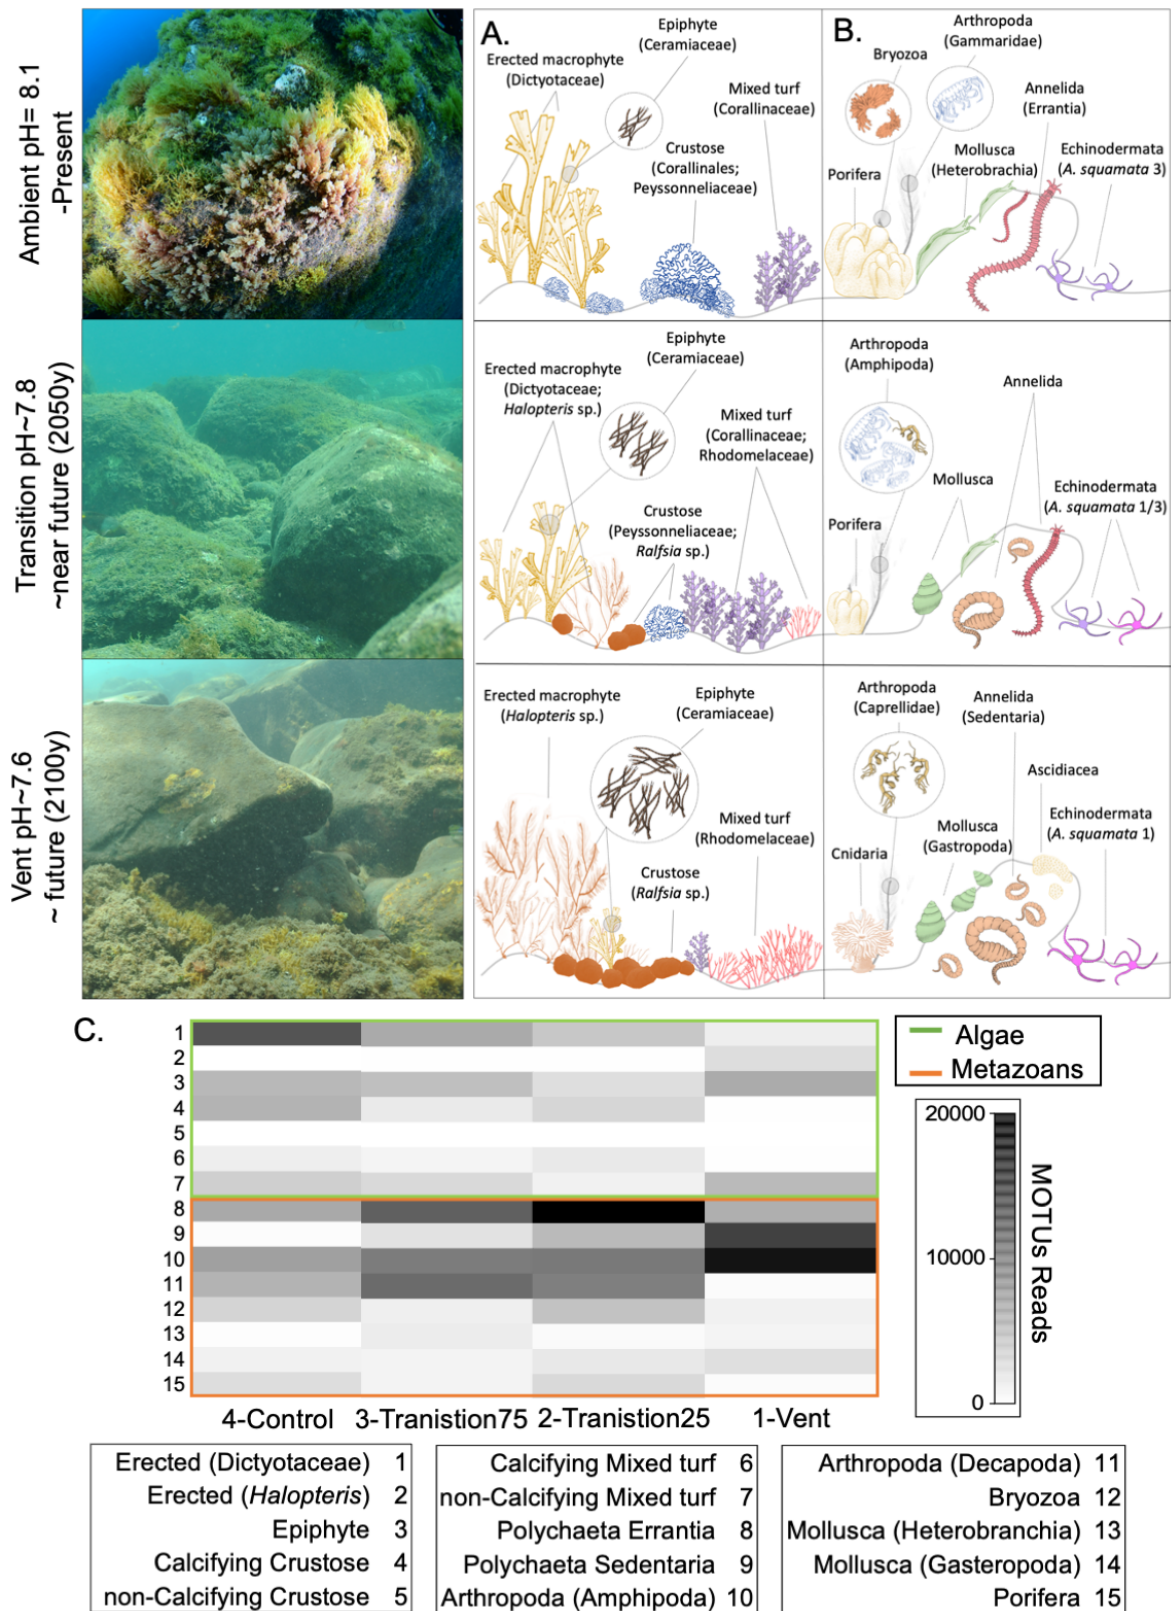 Ambient pH= 8.1
-Present
A.
Epiphyte
(Ceramiaceae)
Erected macrophyte
(Dictyotaceae)
Mixed turf
(Corallinaceae)
Crustose
(Corallinales;
Peyssonneliaceae)
B.
Arthropoda
(Gammaridae)
Bryozoa
Annelida
(Errantia)
Mollusca
(Heterobrachia)
Echinodermata
(A. squamata 3)
Porifera
Transition pH~7.8
~near future (2050y)
Epiphyte
(Ceramiaceae)
Erected macrophyte
(Dictyotaceae;
Halopteris sp.)
Mixed turf
(Corallinaceae;
Rhodomelaceae)
Crustose
(Peyssonneliaceae;
Ralfsia sp.)
Arthropoda
(Amphipoda)
Annelida
Mollusca
Echinodermata
(A. squamata 1/3)
Porifera
Vent pH~7.6
~ future (2100y)
Erected macrophyte
(Halopteris sp.)
Epiphyte
(Ceramiaceae)
Mixed turf
(Rhodomelaceae)
Crustose
(Ralfsia sp.)
Arthropoda
(Caprellidae)
Annelida
(Sedentaria)
Ascidiacea
Mollusca
(Gastropoda)
Echinodermata
(A. squamata 1)
Cnidaria
C.
1
2
3
4
5
6
7
8
9
10
11
12
13
14
15
4-Control 3-Tranistion75 2-Tranistion25 1-Vent
Algae
Metazoans
20000
10000
0
MOTUs Reads
Erected (Dictyotaceae) 1
Erected (Halopteris) 2
Epiphyte 3
Calcifying Crustose 4
non-Calcifying Crustose 5
Calcifying Mixed turf 6
non-Calcifying Mixed turf 7
Polychaeta Errantia 8
Polychaeta Sedentaria 9
Arthropoda (Amphipoda) 10
Arthropoda (Decapoda) 11
Bryozoa 12
Mollusca (Heterobranchia) 13
Mollusca (Gasteropoda) 14
Porifera 15